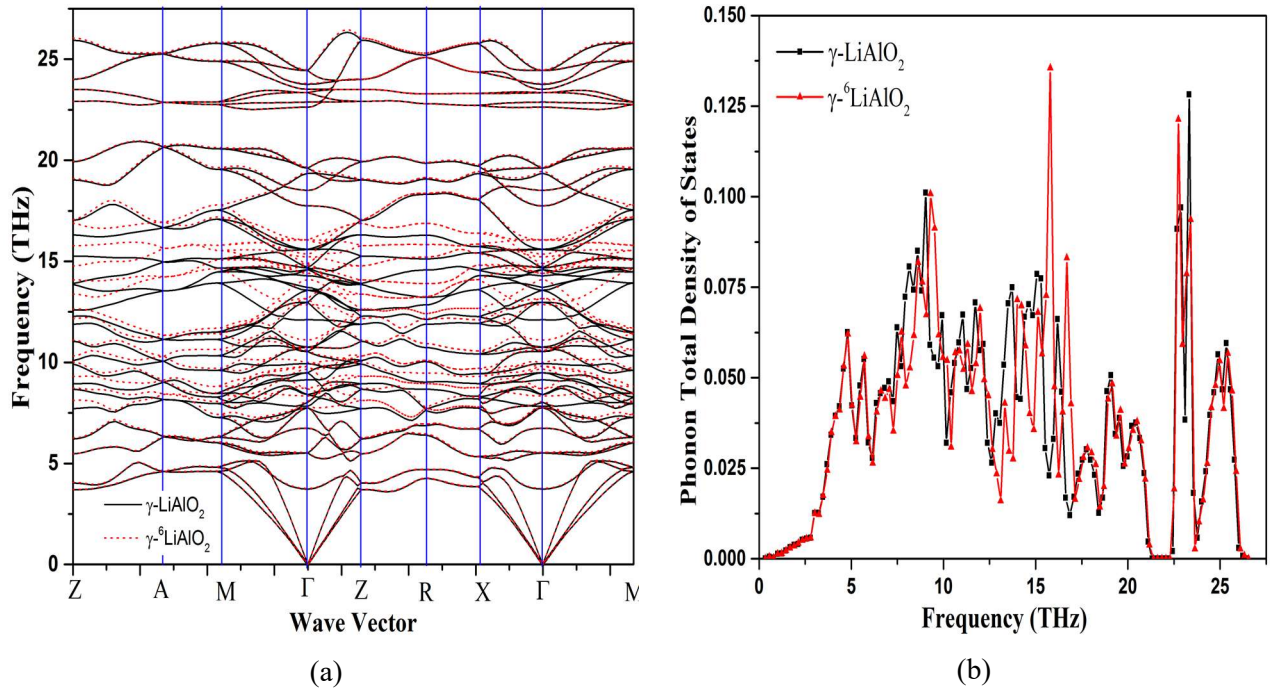 Frequency (THz)
25
20
15
10
5
0
γ-LiAlO2
γ-⁶LiAlO2
Z A M Γ Z R X Γ M
Wave Vector
(a)
Phonon Total Density of States
0.150
0.125
0.100
0.075
0.050
0.025
0.000
γ-LiAlO₂
γ-⁶LiAlO₂
0 5 10 15 20 25
Frequency (THz)
(b)